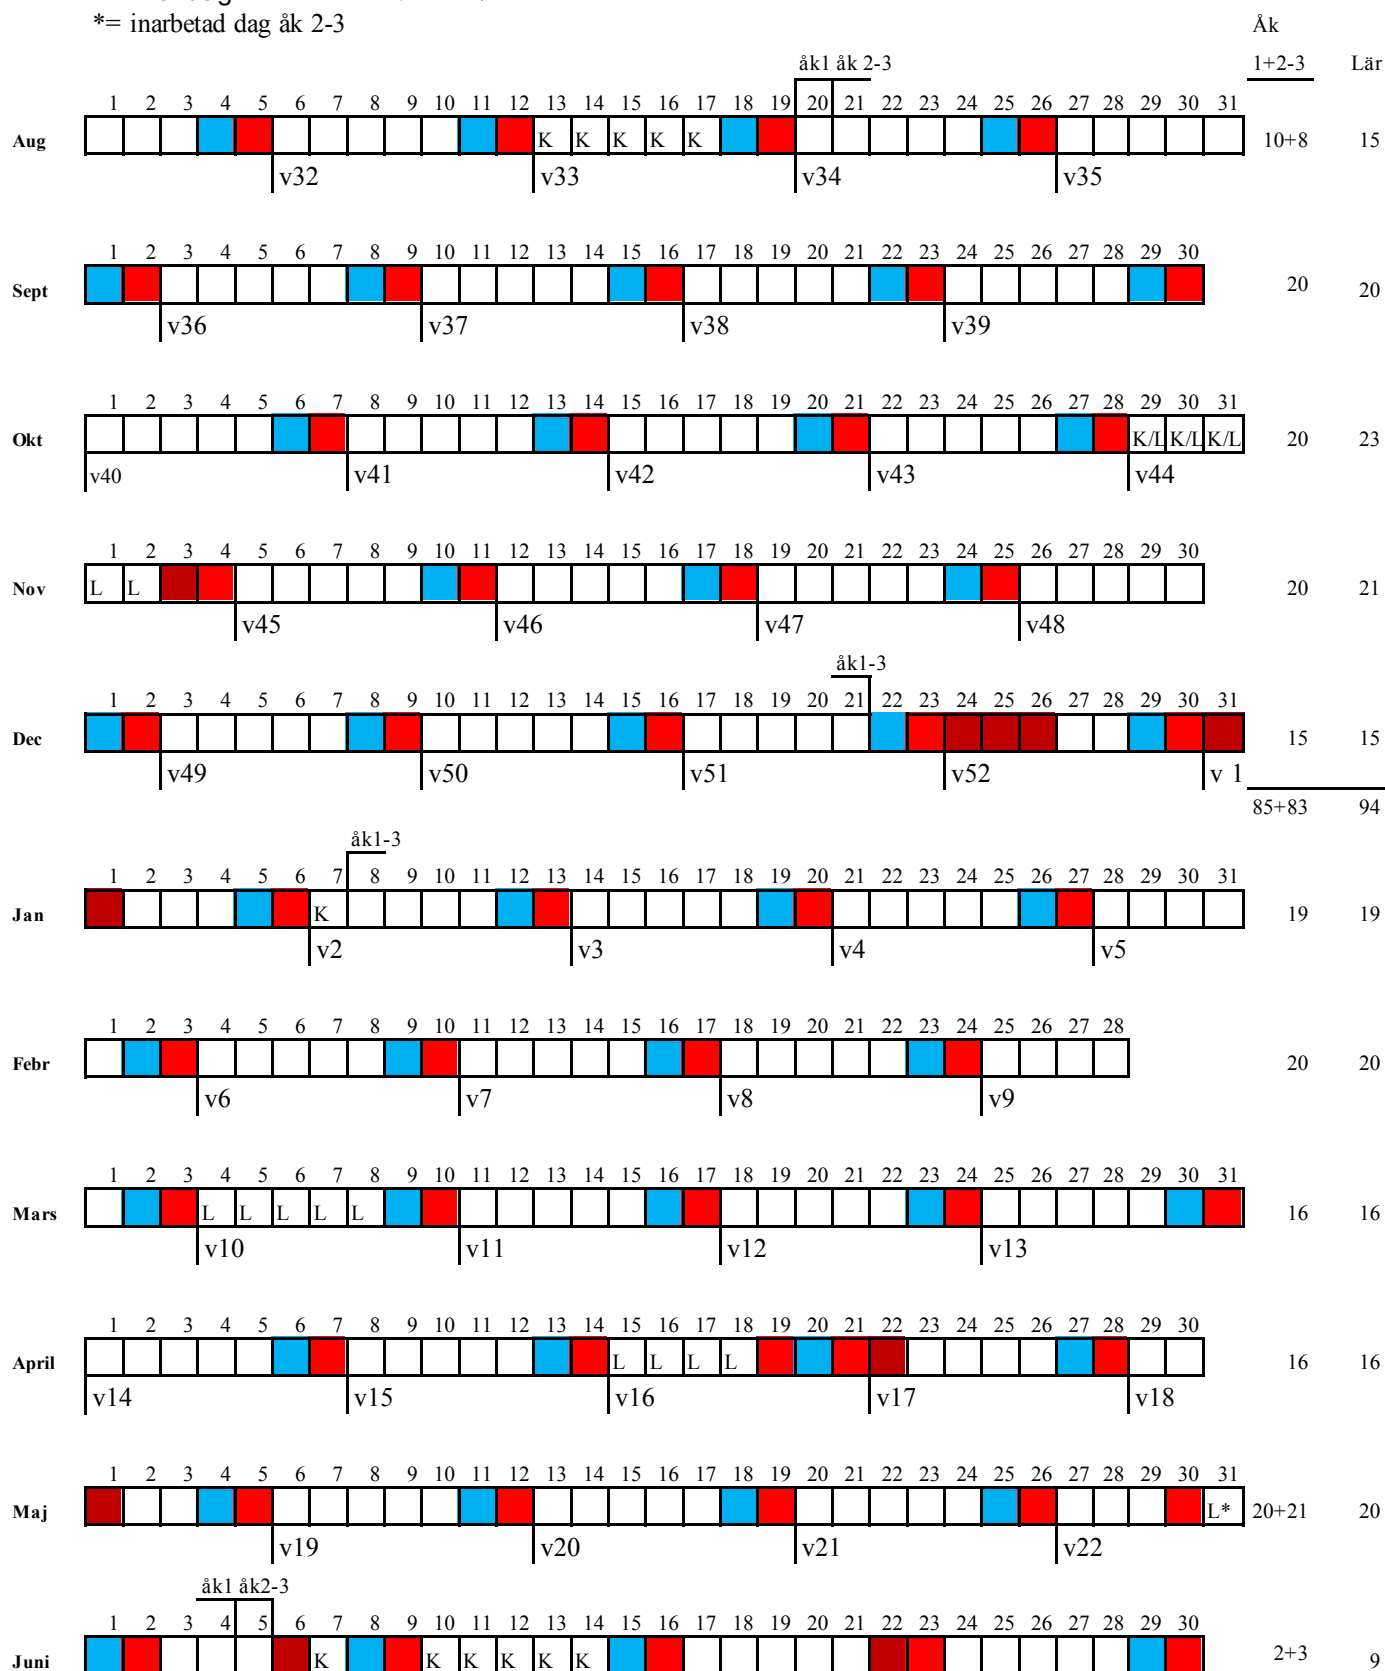 *= inarbetad dag åk 2-3
Åk
åk1 åk 2-3 1+2-3 Lär
1 2 3 4 5 6 7 8 9 10 11 12 13 14 15 16 17 18 19 20 21 22 23 24 25 26 27 28 29 30 31
Aug K K K K K 10+8 15
v32 v33 v34 v35
1 2 3 4 5 6 7 8 9 10 11 12 13 14 15 16 17 18 19 20 21 22 23 24 25 26 27 28 29 30
Sept 20 20
v36 v37 v38 v39
1 2 3 4 5 6 7 8 9 10 11 12 13 14 15 16 17 18 19 20 21 22 23 24 25 26 27 28 29 30 31
Okt K/L K/L K/L 20 23
v40 v41 v42 v43 v44
1 2 3 4 5 6 7 8 9 10 11 12 13 14 15 16 17 18 19 20 21 22 23 24 25 26 27 28 29 30
Nov L L 20 21
v45 v46 v47 v48
åk1-3
1 2 3 4 5 6 7 8 9 10 11 12 13 14 15 16 17 18 19 20 21 22 23 24 25 26 27 28 29 30 31
Dec 15 15
v49 v50 v51 v52 v 1
85+83 94
åk1-3
1 2 3 4 5 6 7 8 9 10 11 12 13 14 15 16 17 18 19 20 21 22 23 24 25 26 27 28 29 30 31
Jan K 19 19
v2 v3 v4 v5
1 2 3 4 5 6 7 8 9 10 11 12 13 14 15 16 17 18 19 20 21 22 23 24 25 26 27 28
Febr 20 20
v6 v7 v8 v9
1 2 3 4 5 6 7 8 9 10 11 12 13 14 15 16 17 18 19 20 21 22 23 24 25 26 27 28 29 30 31
Mars L L L L L 16 16
v10 v11 v12 v13
1 2 3 4 5 6 7 8 9 10 11 12 13 14 15 16 17 18 19 20 21 22 23 24 25 26 27 28 29 30
April L L L L 16 16
v14 v15 v16 v17 v18
1 2 3 4 5 6 7 8 9 10 11 12 13 14 15 16 17 18 19 20 21 22 23 24 25 26 27 28 29 30 31
Maj L* 20+21 20
v19 v20 v21 v22
åk1 åk2-3
1 2 3 4 5 6 7 8 9 10 11 12 13 14 15 16 17 18 19 20 21 22 23 24 25 26 27 28 29 30
Juni K K K K K K 2+3 9